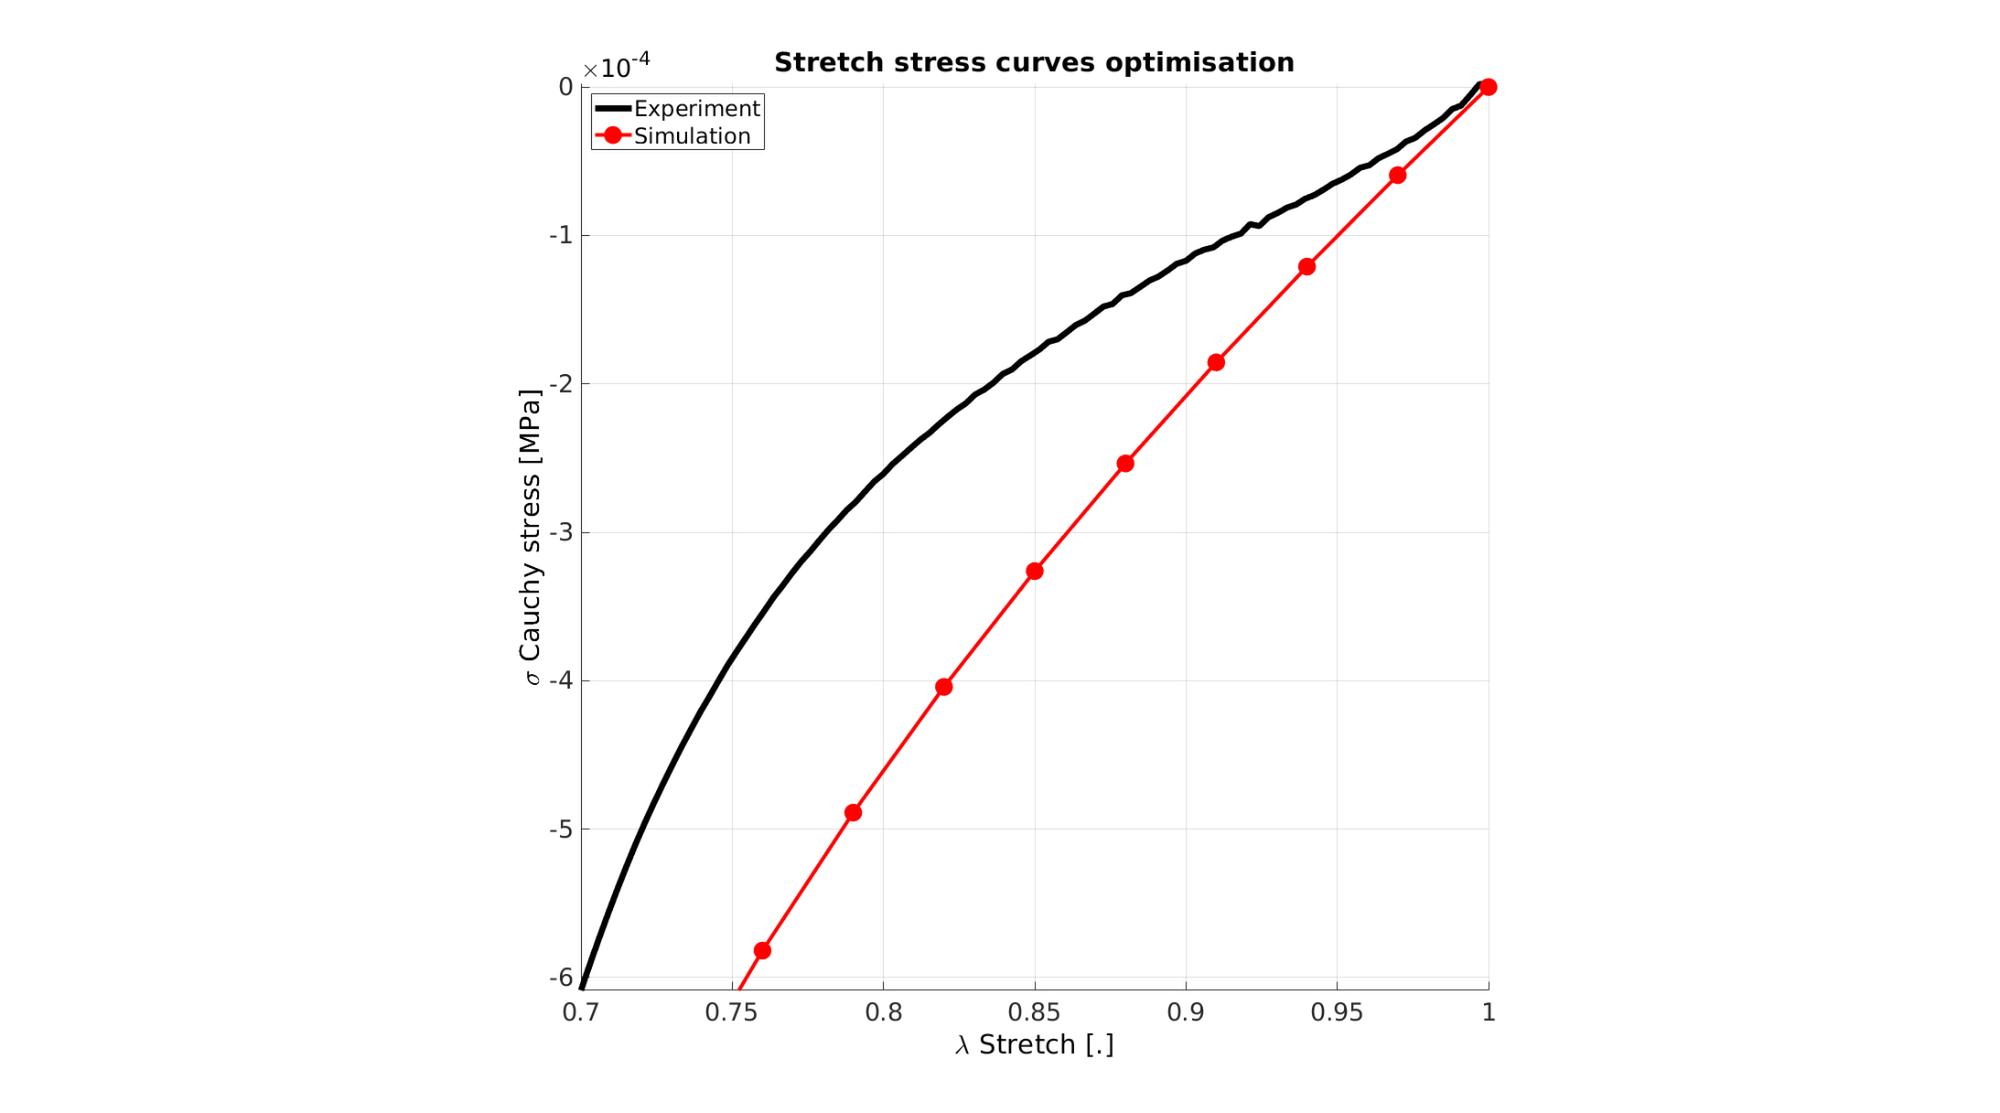 Stretch stress curves optimisation
×10-4
Experiment
Simulation
0
-1
-2
-3
-4
-5
-6
σ Cauchy stress [MPa]
0.7 0.75 0.8 0.85 0.9 0.95 1
λ Stretch [.]